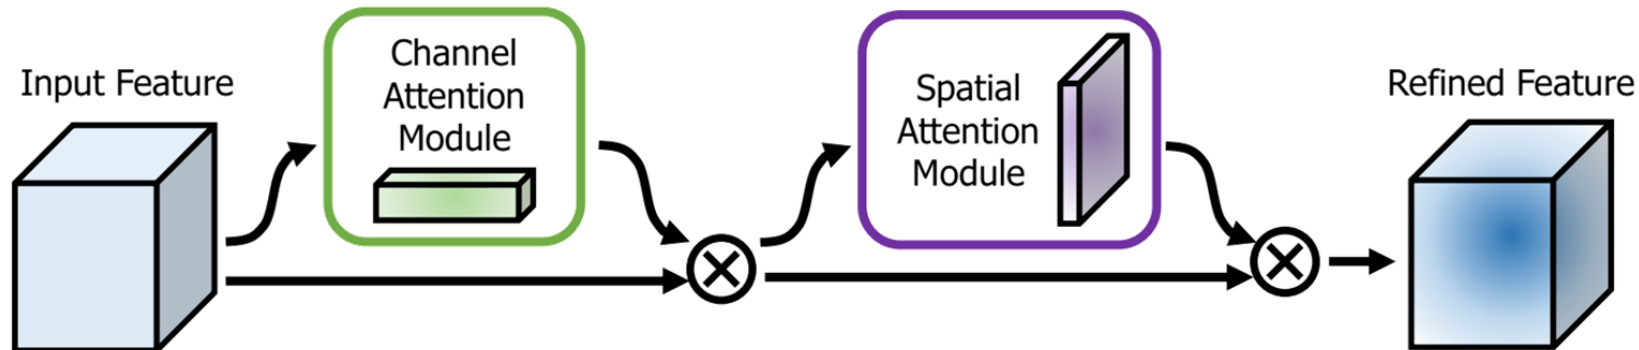 Input Feature
Channel
Attention
Module
Spatial
Attention
Module
Refined Feature